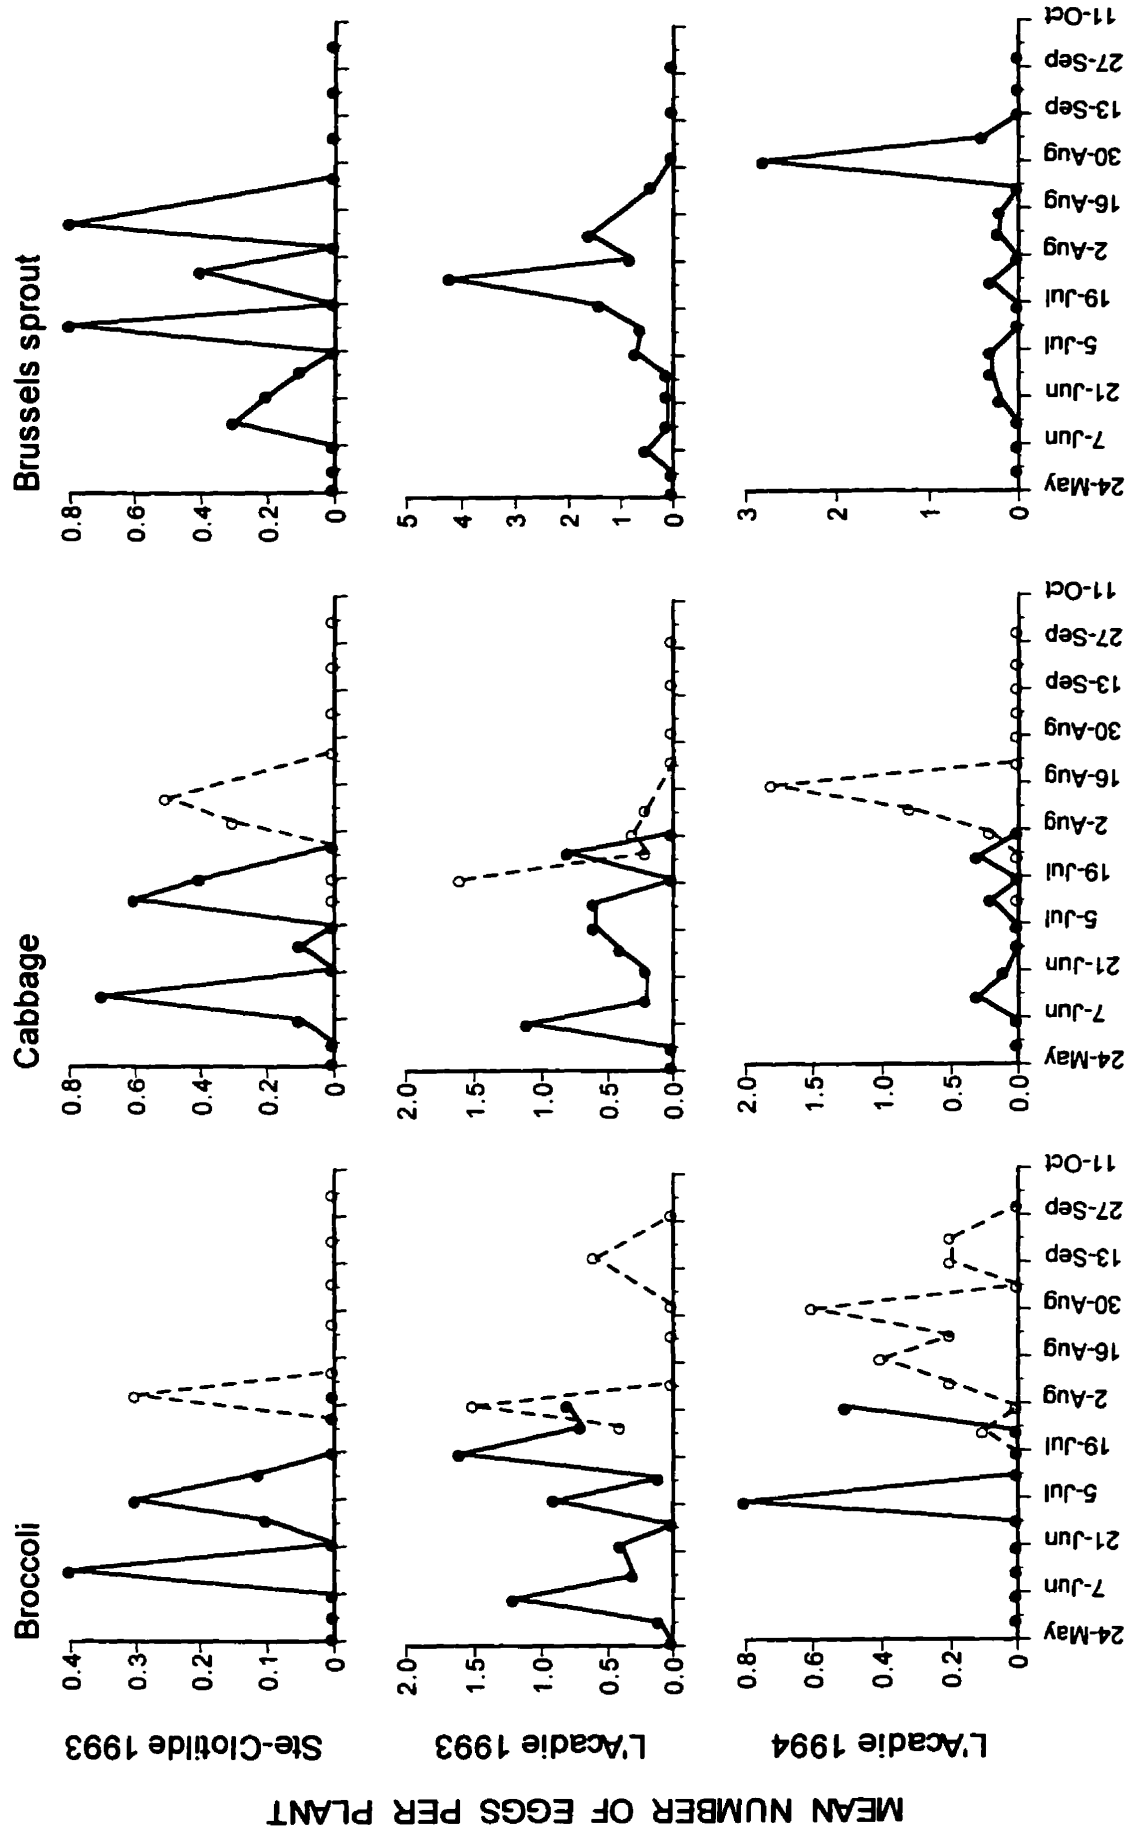 Broccoli
Cabbage
Brussels sprout
MEAN NUMBER OF EGGS PER PLANT
Ste-Clotilde 1993
0.4
0.3
0.2
0.1
0
0.8
0.6
0.4
0.2
0
0.8
0.6
0.4
0.2
0
L'Acadie 1993
2.0
1.5
1.0
0.5
0.0
2.0
1.5
1.0
0.5
0.0
5
4
3
2
1
0
L'Acadie 1994
0.8
0.6
0.4
0.2
0
2.0
1.5
1.0
0.5
0.0
3
2
1
0
24-May
7-Jun
21-Jun
5-Jul
19-Jul
2-Aug
16-Aug
30-Aug
13-Sep
27-Sep
11-Oct
24-May
7-Jun
21-Jun
5-Jul
19-Jul
2-Aug
16-Aug
30-Aug
13-Sep
27-Sep
11-Oct
24-May
7-Jun
21-Jun
5-Jul
19-Jul
2-Aug
16-Aug
30-Aug
13-Sep
27-Sep
11-Oct